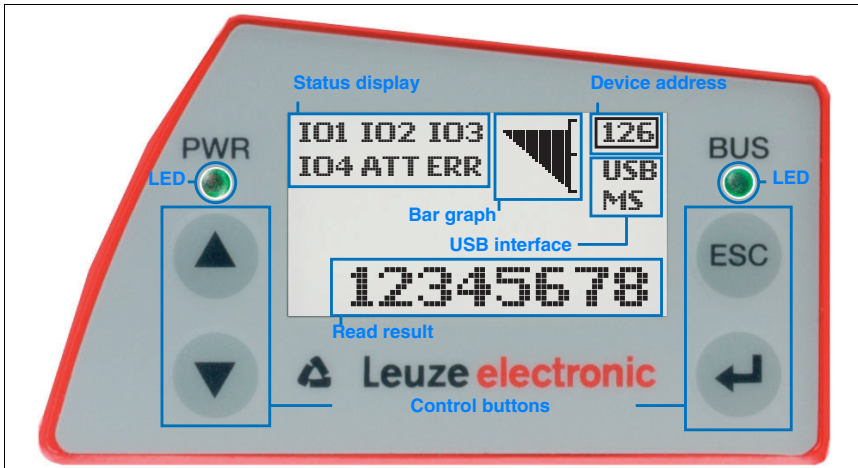 Status display
Device address
IO1 IO2 IO3
126
PWR
BUS
IO4 ATT ERR
USB
LED
LED
MS
Bar graph
USB interface
ESC
12345678
Read result
Leuze electronic
Control buttons